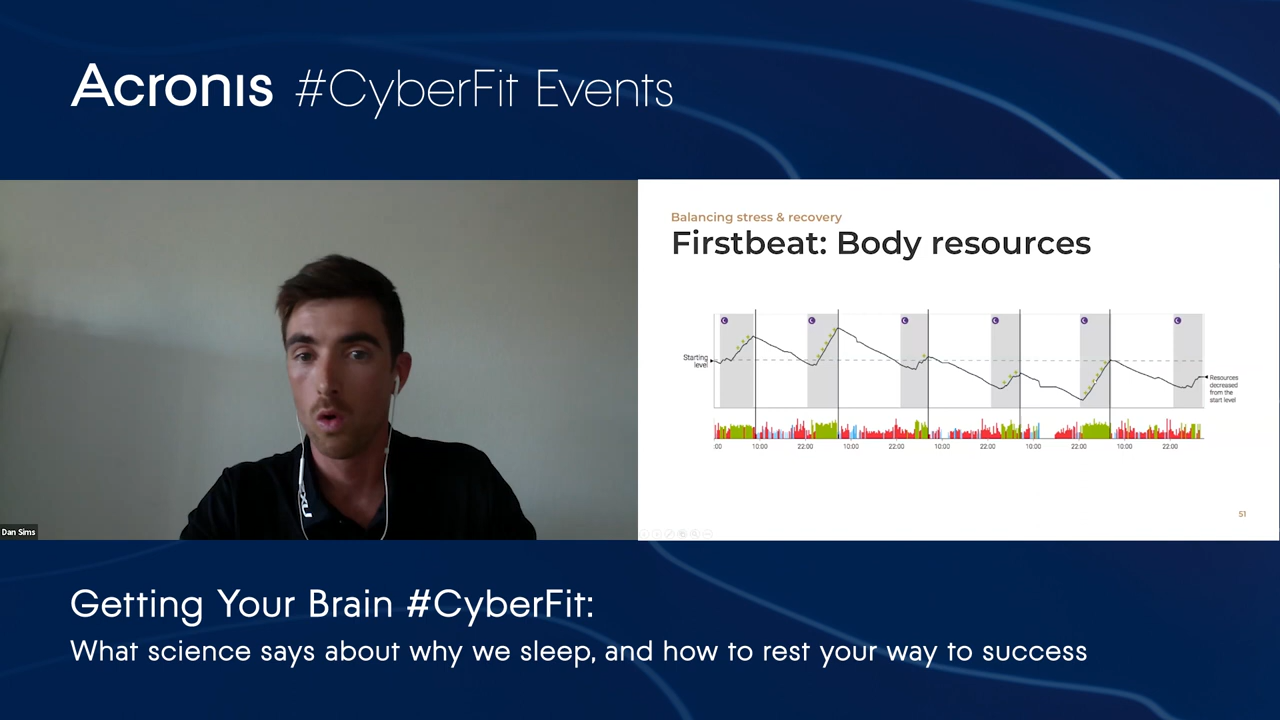 Acronis #CyberFit Events
Balancing stress & recovery
Firstbeat: Body resources
Starting
level
Resources
decreased
from the
start level
:00 10:00 22:00 10:00 22:00 10:00 22:00 10:00 22:00 10:00 22:00
51
Dan Sims
Getting Your Brain #CyberFit:
What science says about why we sleep, and how to rest your way to success